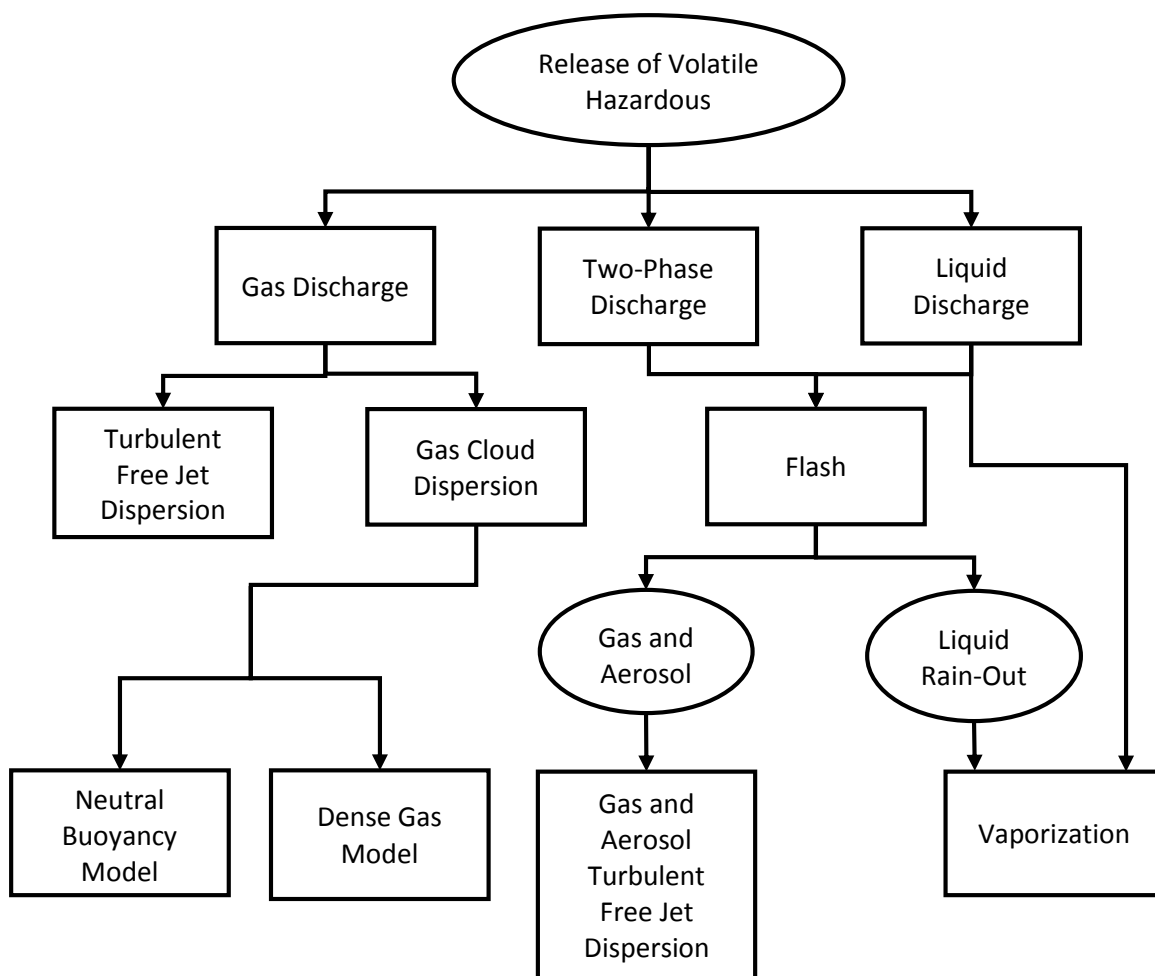 Release of Volatile
Hazardous
Gas Discharge
Two-Phase
Discharge
Liquid
Discharge
Turbulent
Free Jet
Dispersion
Gas Cloud
Dispersion
Flash
Gas and
Aerosol
Liquid
Rain-Out
Neutral
Buoyancy
Model
Dense Gas
Model
Gas and
Aerosol
Turbulent
Free Jet
Dispersion
Vaporization